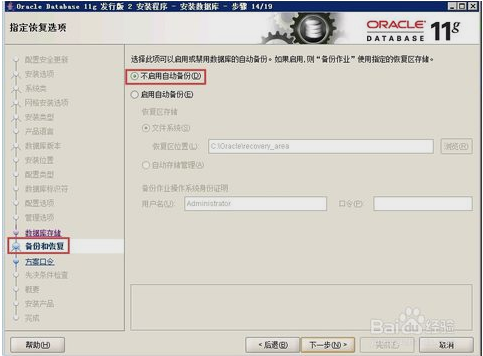 Oracle Database 11g 发行版 2 安装程序 - 安装数据库 - 步骤 14/19
指定恢复选项
ORACLE 11g
DATABASE
配置安全更新
安装选项
系统类
网格安装选项
安装类型
产品语言
数据库版本
安装位置
配置类型
数据库标识符
配置选项
管理选项
数据库存储
备份和恢复
方案口令
先决条件检查
概要
安装产品
完成
选择此项可以启用或禁用数据库的自动备份。如果启用,则“备份作业”使用指定的恢复区存储。
不启用自动备份(D)
启用自动备份(E)
恢复区存储
文件系统(S)
恢复区位置(L): C:\Oracle\recovery_area 浏览(R)
自动存储管理(A)
备份作业操作系统身份证明
用户名(U): Administrator 口令(P):
帮助(H) < 后退(B) 下一步(N) > 取消
Baidu 经验